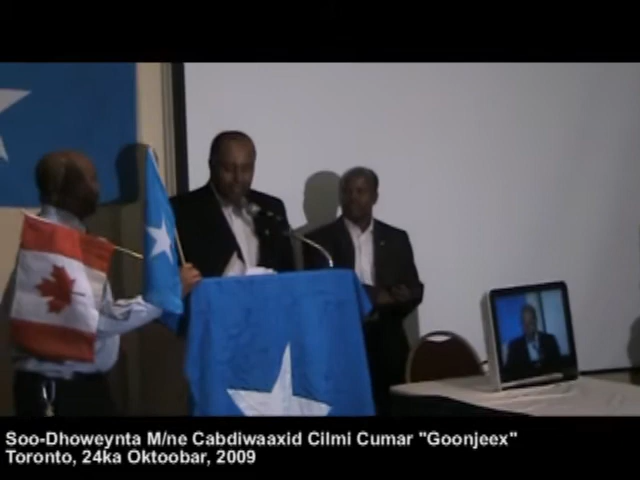 Soo-Dhoweynta M/ne Cabdiwaaxid Cilmi Cumar "Goonjeex"
Toronto, 24ka Oktoobar, 2009